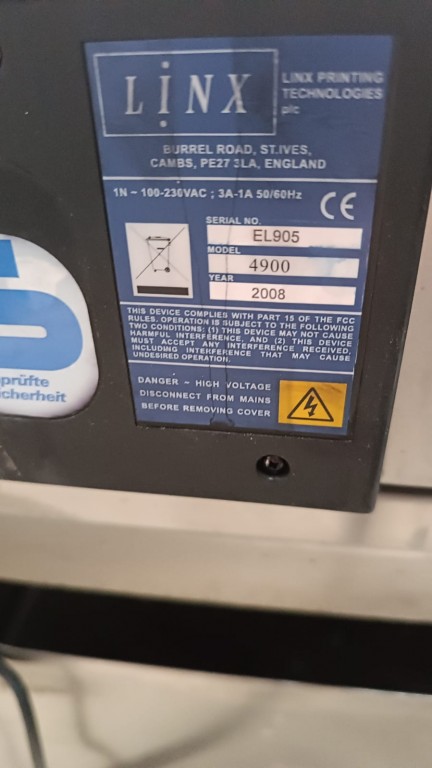 LINX
LINX PRINTING
TECHNOLOGIES
plc
BURREL ROAD, ST.IVES,
CAMBS, PE27 3LA, ENGLAND
1N ~ 100-230VAC ; 3A-1A 50/60Hz
CE
SERIAL NO.
EL905
MODEL
4900
YEAR
2008
THIS DEVICE COMPLIES WITH PART 15 OF THE FCC
RULES. OPERATION IS SUBJECT TO THE FOLLOWING
TWO CONDITIONS: (1) THIS DEVICE MAY NOT CAUSE
HARMFUL INTERFERENCE, AND (2) THIS DEVICE
MUST ACCEPT ANY INTERFERENCE RECEIVED,
INCLUDING INTERFERENCE THAT MAY CAUSE
UNDESIRED OPERATION.
DANGER ~ HIGH VOLTAGE
DISCONNECT FROM MAINS
BEFORE REMOVING COVER
S
prüfte
icherheit